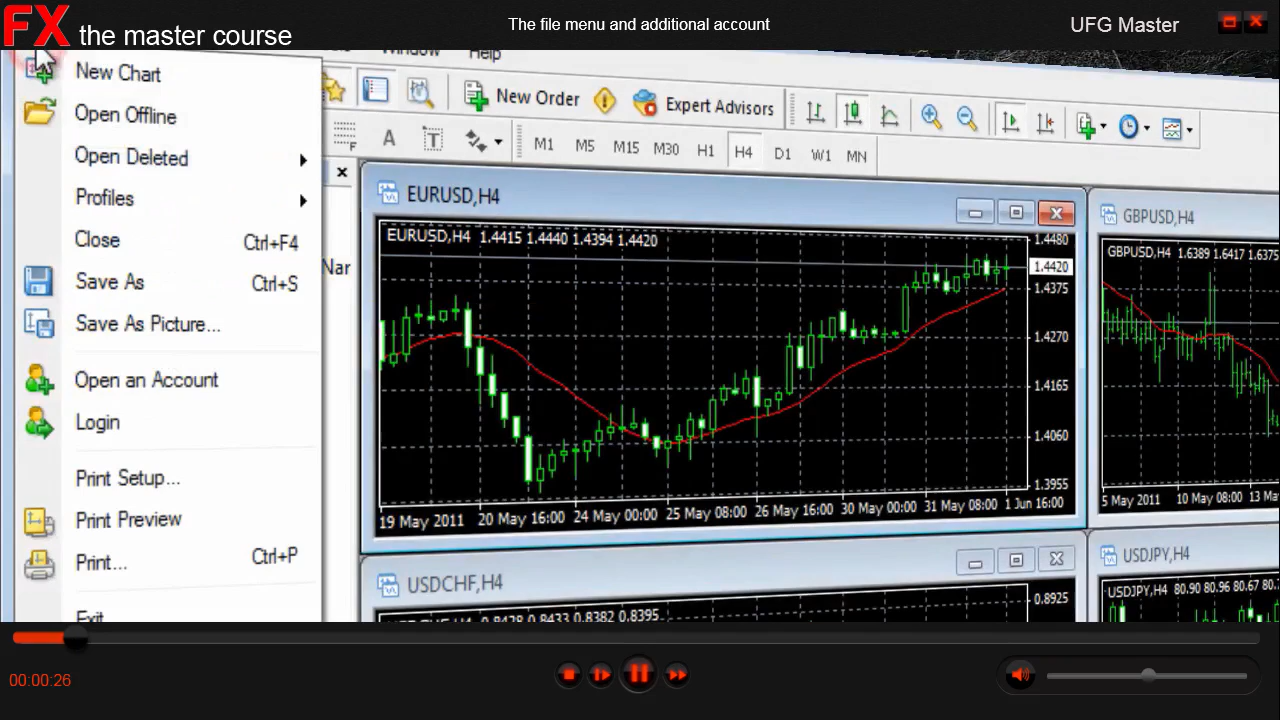 FX the master course
The file menu and additional account
UFG Master
Window
Help
New Chart
Open Offline
Open Deleted
Profiles
Close Ctrl+F4
Save As Ctrl+S
Save As Picture...
Open an Account
Login
Print Setup...
Print Preview
Print... Ctrl+P
Exit
New Order
Expert Advisors
A T
M1 M5 M15 M30 H1 H4 D1 W1 MN
Nar
EURUSD,H4
EURUSD,H4 1.4415 1.4440 1.4394 1.4420
1.4480
1.4420
1.4375
1.4270
1.4165
1.4060
1.3955
19 May 2011 20 May 16:00 24 May 00:00 25 May 08:00 26 May 16:00 30 May 00:00 31 May 08:00 1 Jun 16:00
GBPUSD,H4
GBPUSD,H4 1.6389 1.6417 1.6375
5 May 2011 10 May 08:00 13 May
USDCHF,H4
0.8428 0.8433 0.8382 0.8395
0.8925
USDJPY,H4
USDJPY,H4 80.90 80.96 80.67 80.
00:00:26